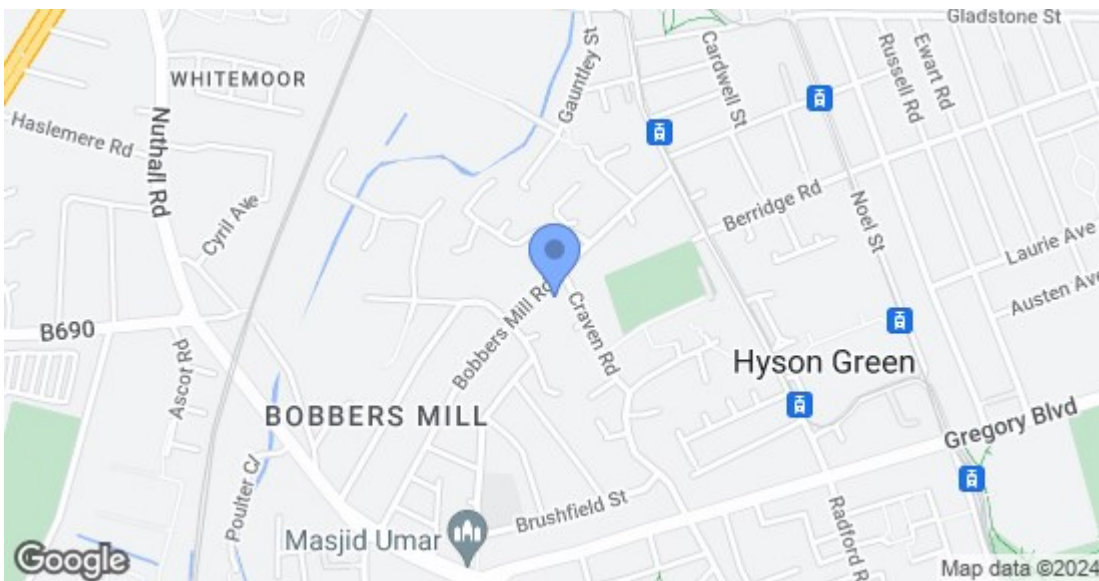 Gladstone St
WHITEMOOR
Gauntley St
Cardwell St
Russell Rd
Ewart Rd
Haslemere Rd
Nuthall Rd
Cyril Ave
Berridge Rd
Noel St
Laurie Ave
Austen Ave
B690
Ascot Rd
Bobbers Mill Rd
Craven Rd
Hyson Green
BOBBERS MILL
Gregory Blvd
Poulter Cl
Brushfield St
Masjid Umar
Radford R
Google
Map data ©2024